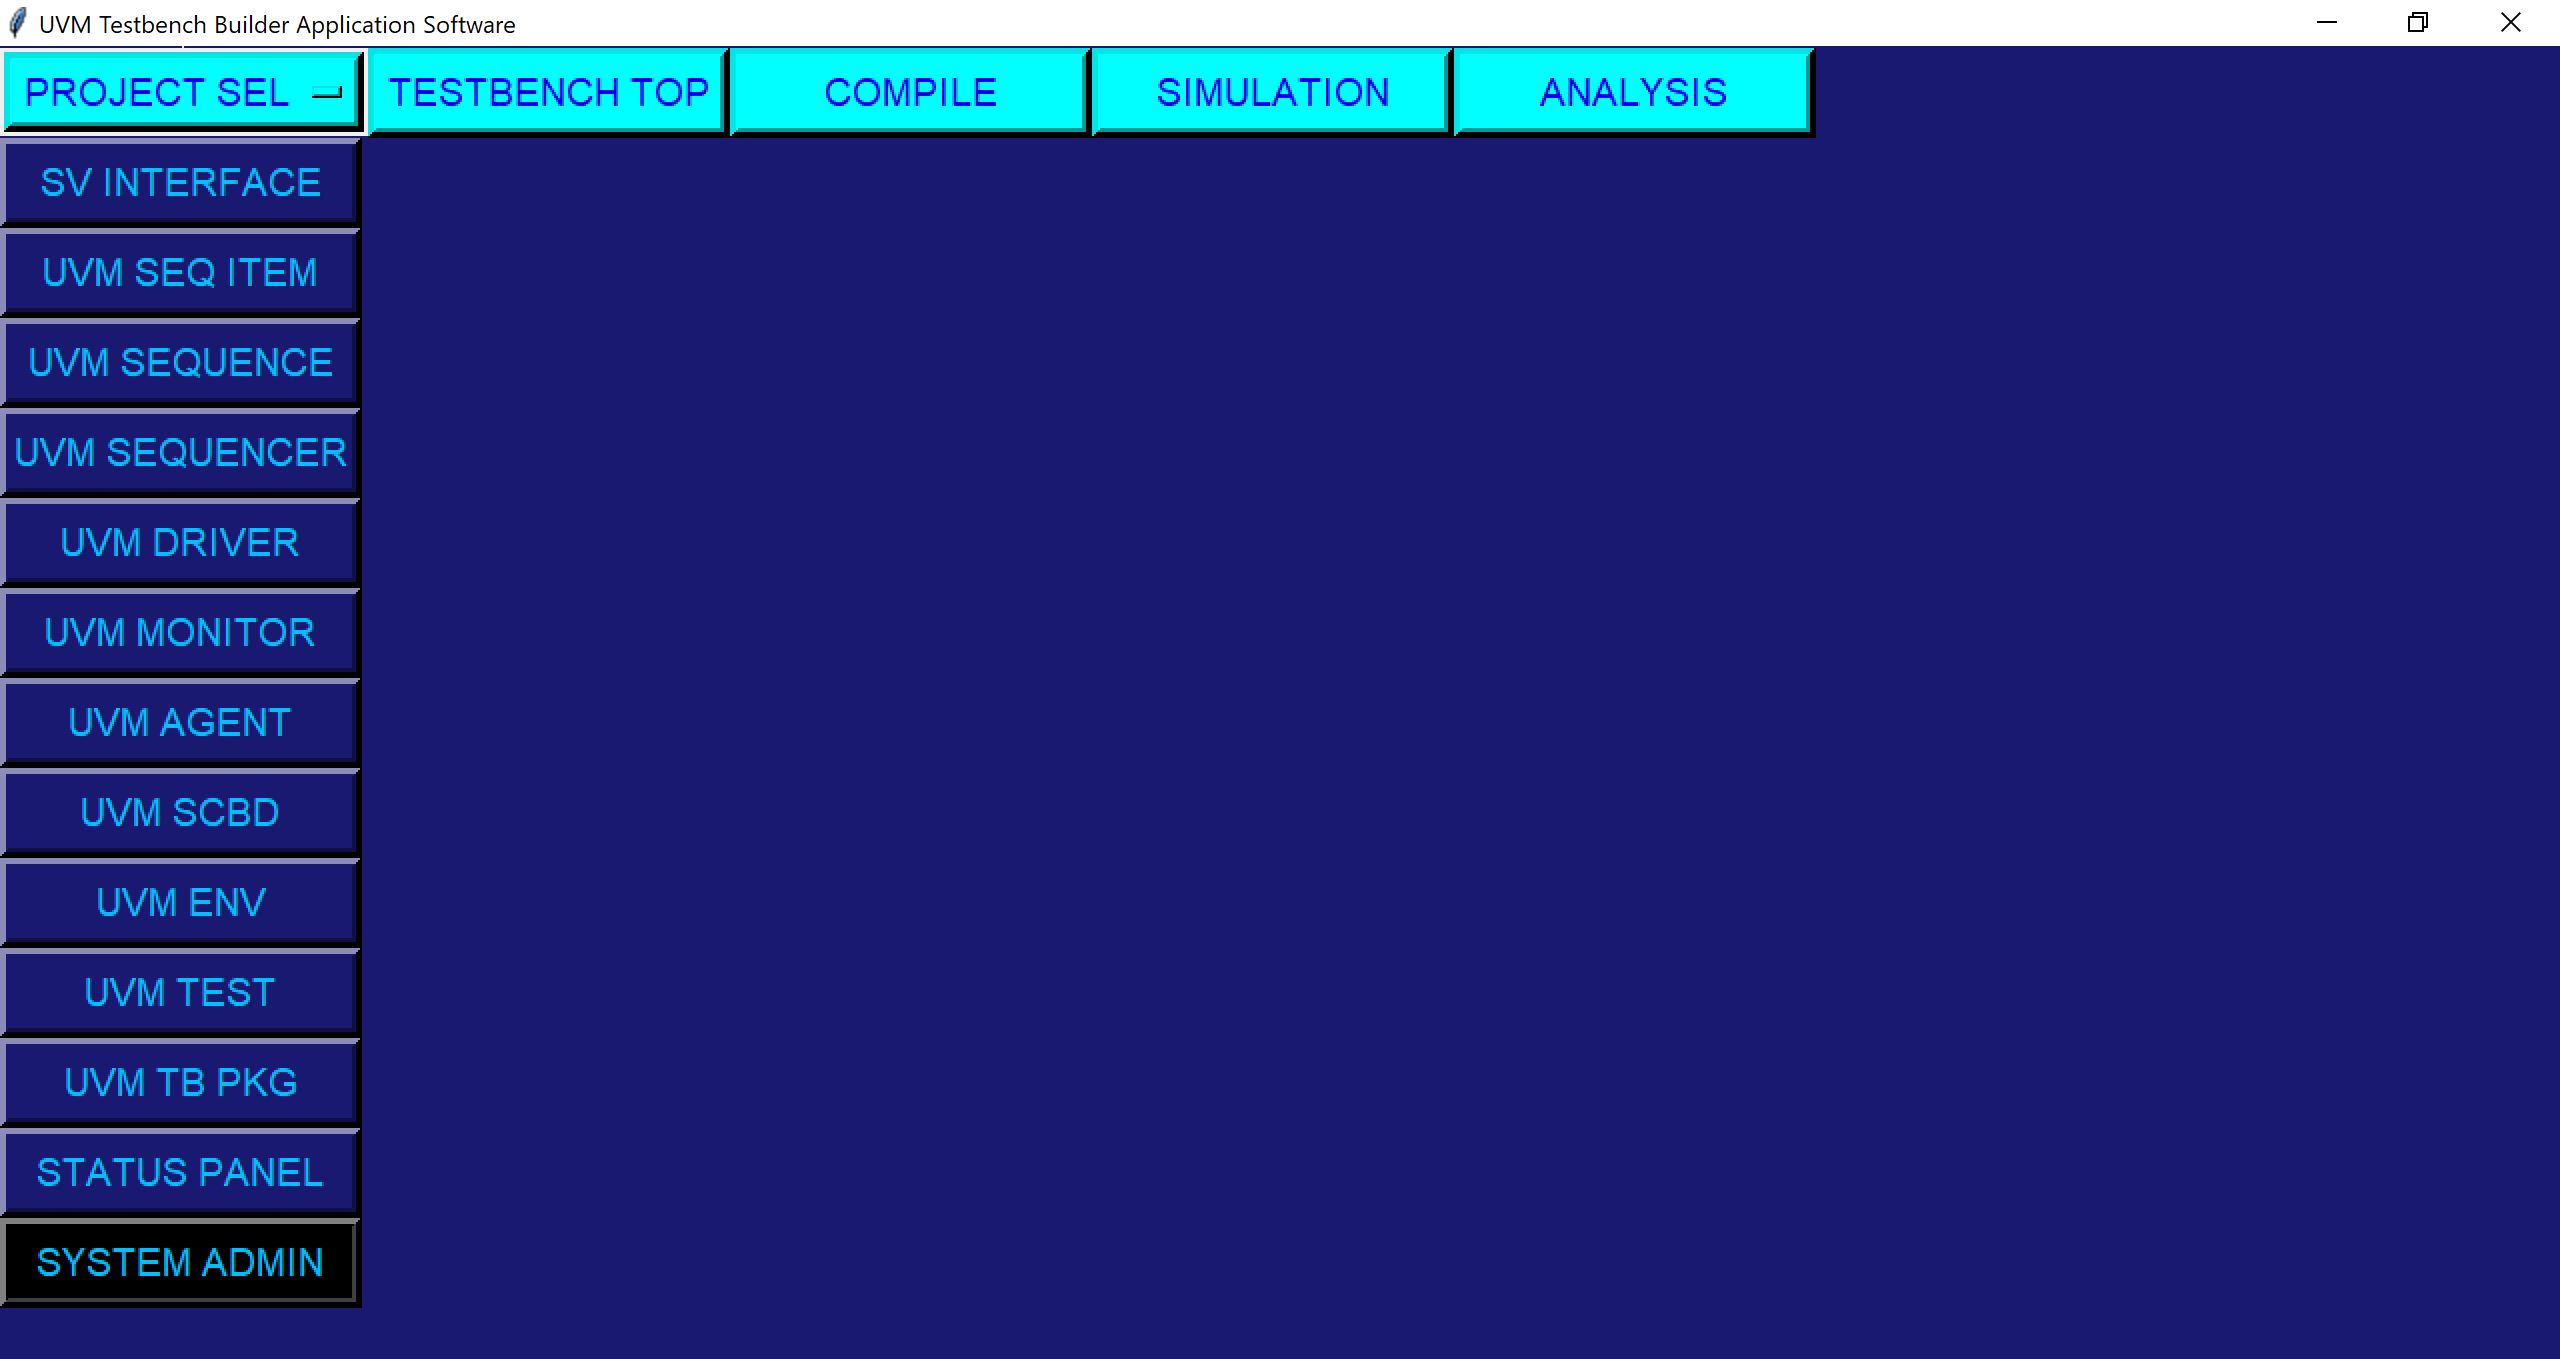 UVM Testbench Builder Application Software
PROJECT SEL TESTBENCH TOP COMPILE SIMULATION ANALYSIS
SV INTERFACE
UVM SEQ ITEM
UVM SEQUENCE
UVM SEQUENCER
UVM DRIVER
UVM MONITOR
UVM AGENT
UVM SCBD
UVM ENV
UVM TEST
UVM TB PKG
STATUS PANEL
SYSTEM ADMIN